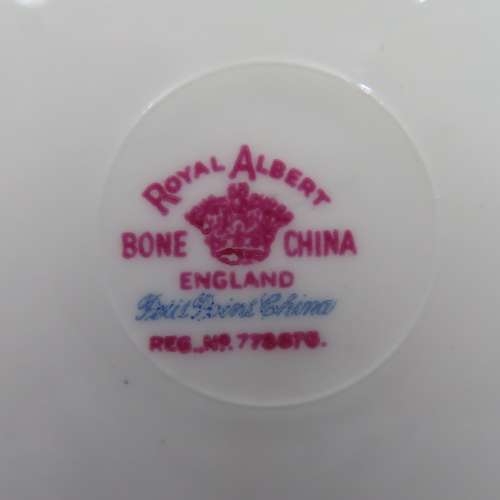 ROYAL ALBERT
BONE CHINA
ENGLAND
Petit Point China
REG. NO. 778676.